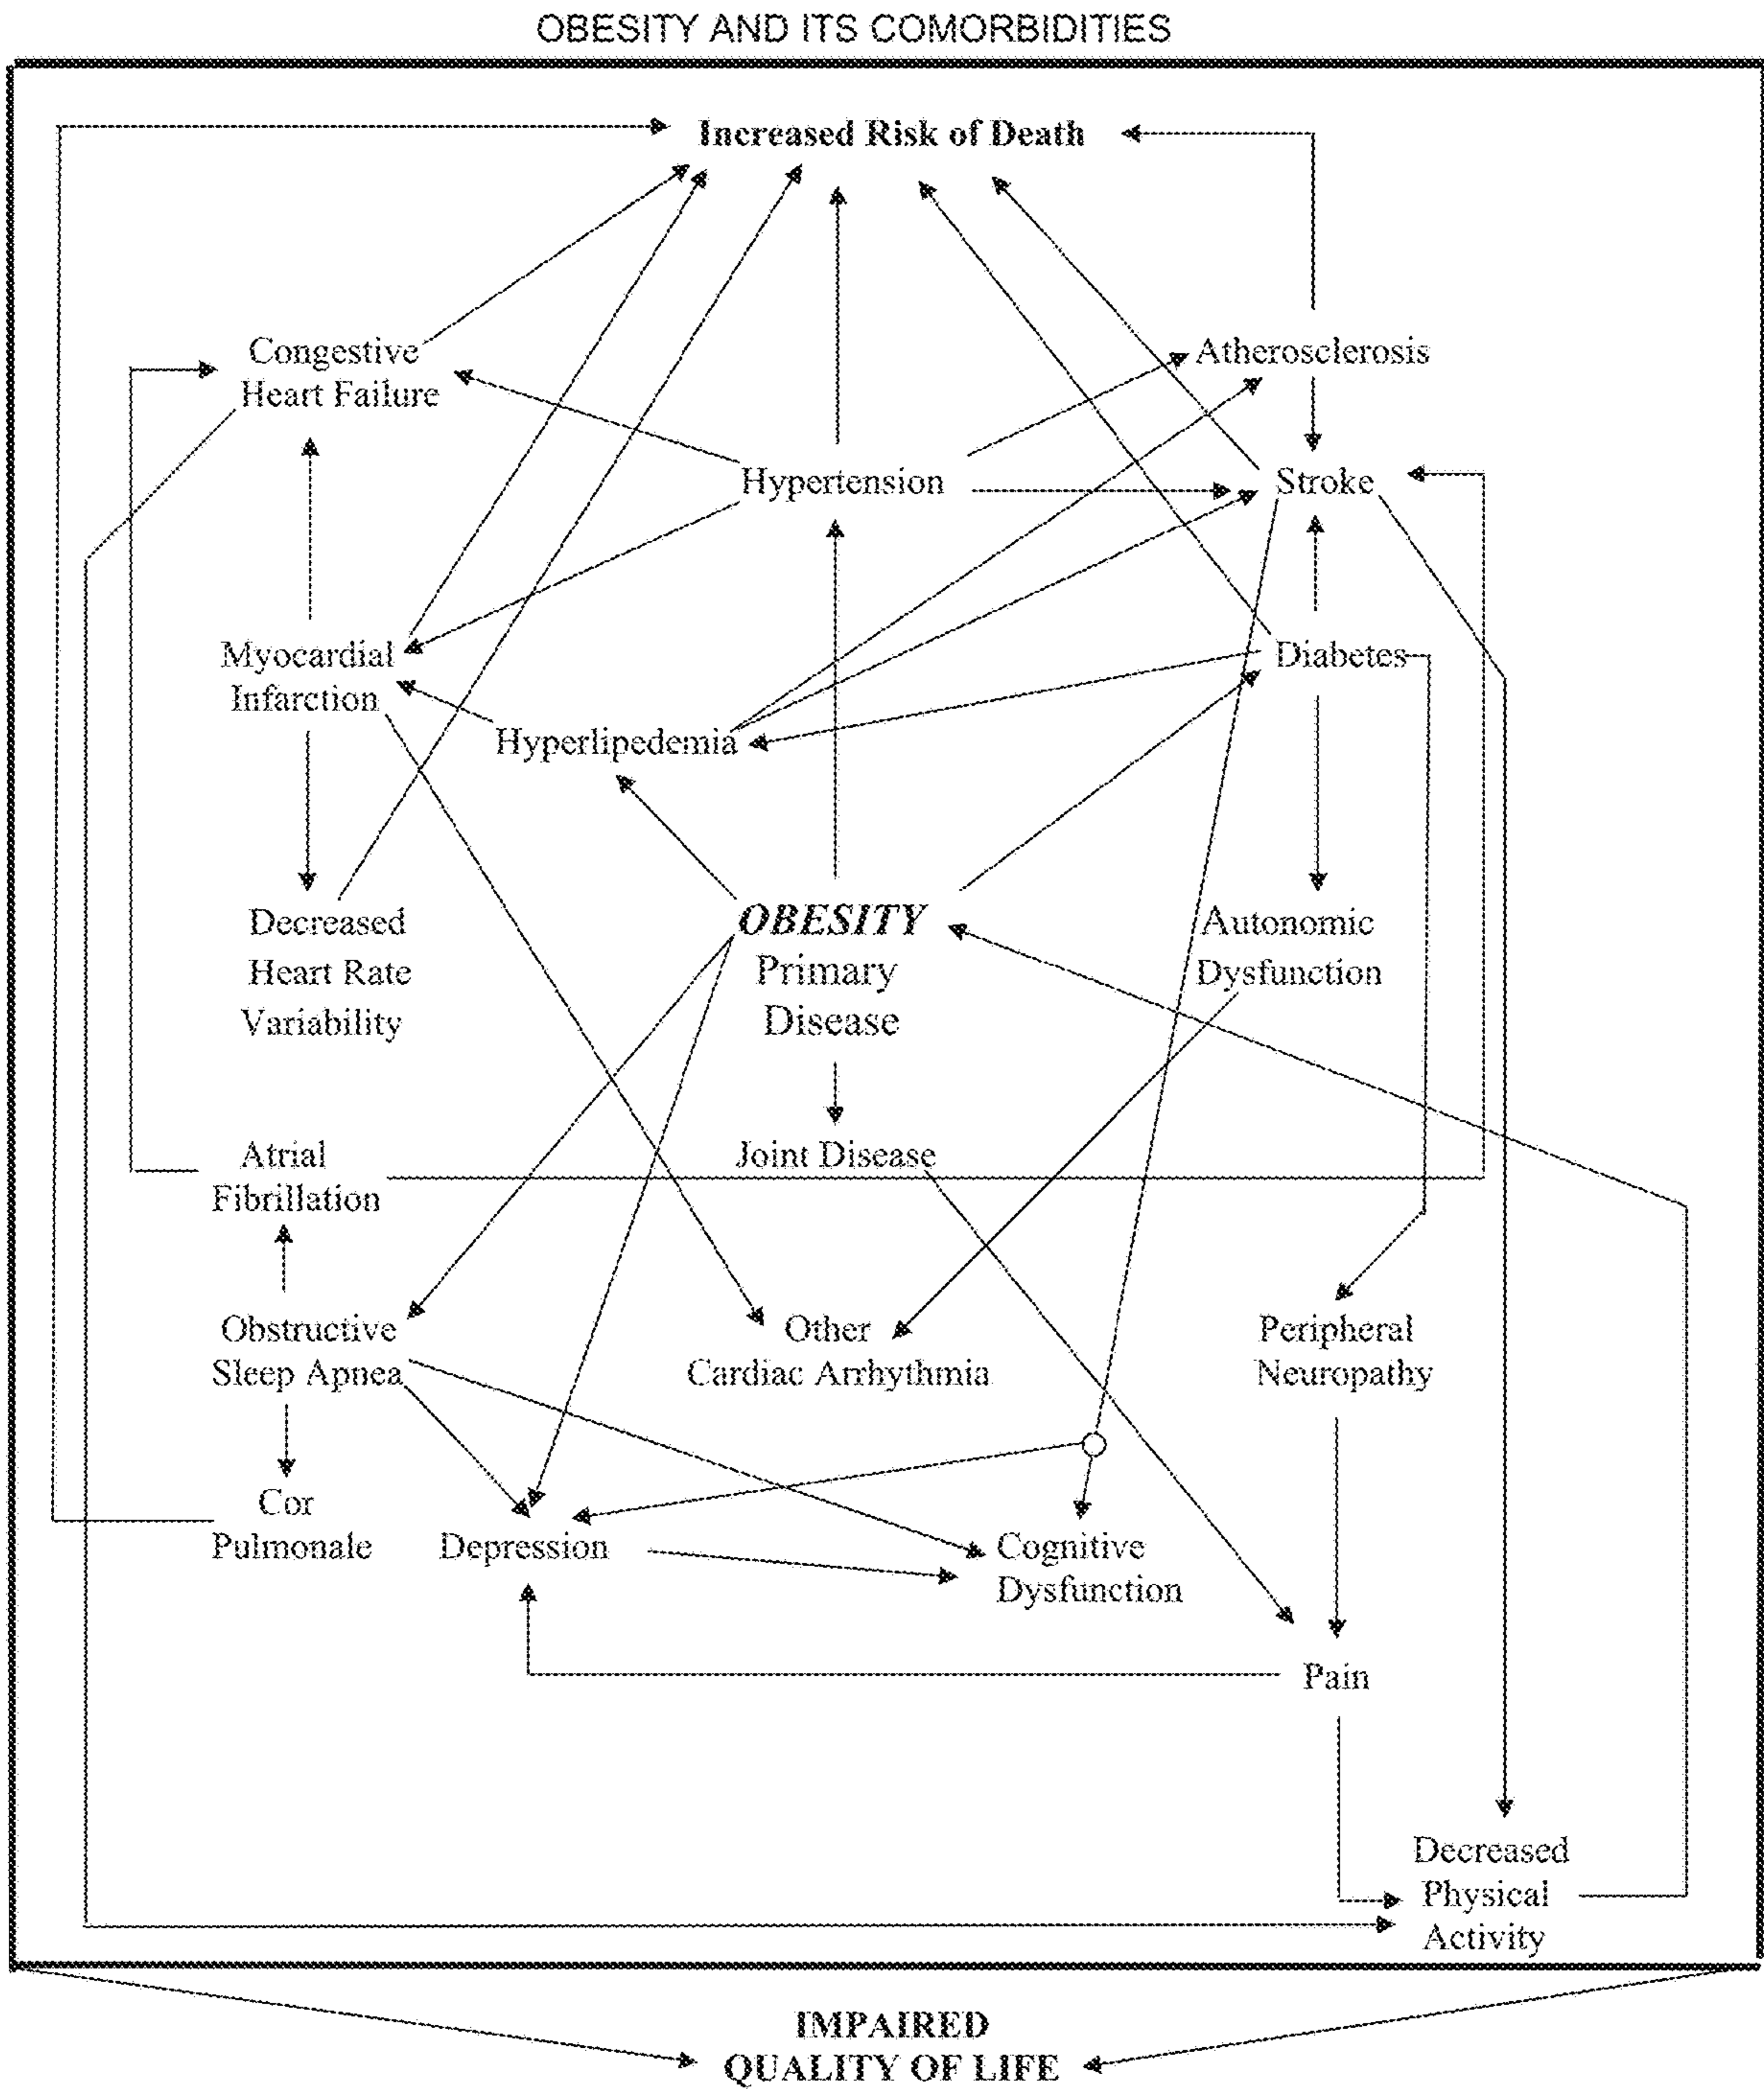 OBESITY AND ITS COMORBIDITIES
Increased Risk of Death
Congestive
Heart Failure
Atherosclerosis
Hypertension
Stroke
Myocardial
Infarction
Diabetes
Hyperlipedemia
Decreased
Heart Rate
Variability
OBESITY
Primary
Disease
Autonomic
Dysfunction
Atrial
Fibrillation
Joint Disease
Obstructive
Sleep Apnea
Other
Cardiac Arrhythmia
Peripheral
Neuropathy
Cor
Pulmonale
Depression
Cognitive
Dysfunction
Pain
Decreased
Physical
Activity
IMPAIRED
QUALITY OF LIFE